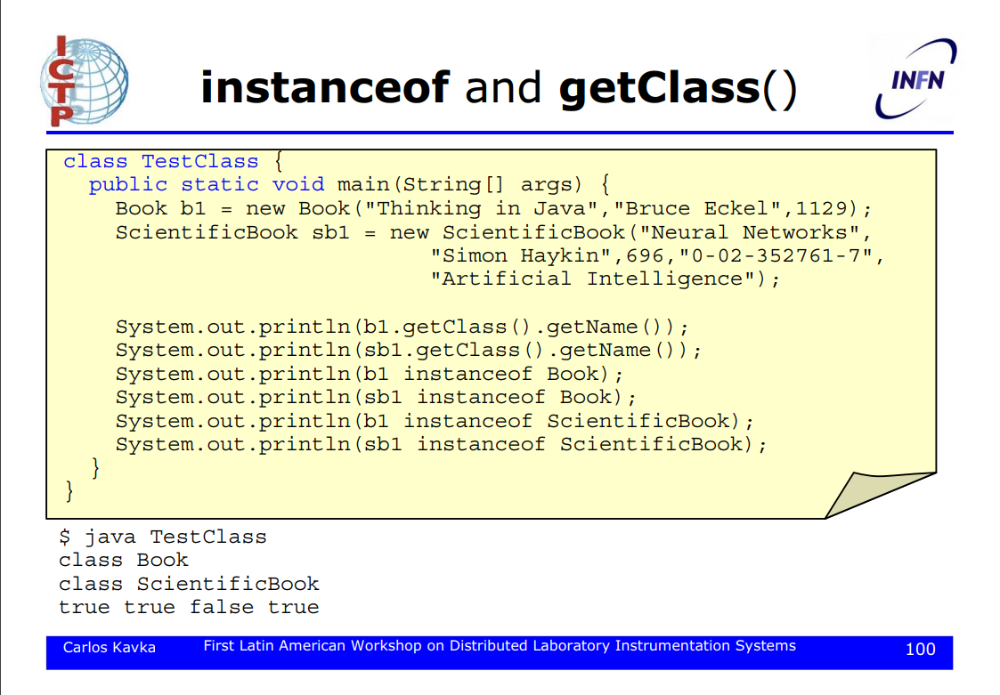 ICTP
instanceof and getClass()
INFN
class TestClass {
  public static void main(String[] args) {
    Book b1 = new Book("Thinking in Java","Bruce Eckel",1129);
    ScientificBook sb1 = new ScientificBook("Neural Networks",
                            "Simon Haykin",696,"0-02-352761-7",
                            "Artificial Intelligence");

    System.out.println(b1.getClass().getName());
    System.out.println(sb1.getClass().getName());
    System.out.println(b1 instanceof Book);
    System.out.println(sb1 instanceof Book);
    System.out.println(b1 instanceof ScientificBook);
    System.out.println(sb1 instanceof ScientificBook);
  }
}
$ java TestClass
class Book
class ScientificBook
true true false true
Carlos Kavka First Latin American Workshop on Distributed Laboratory Instrumentation Systems 100